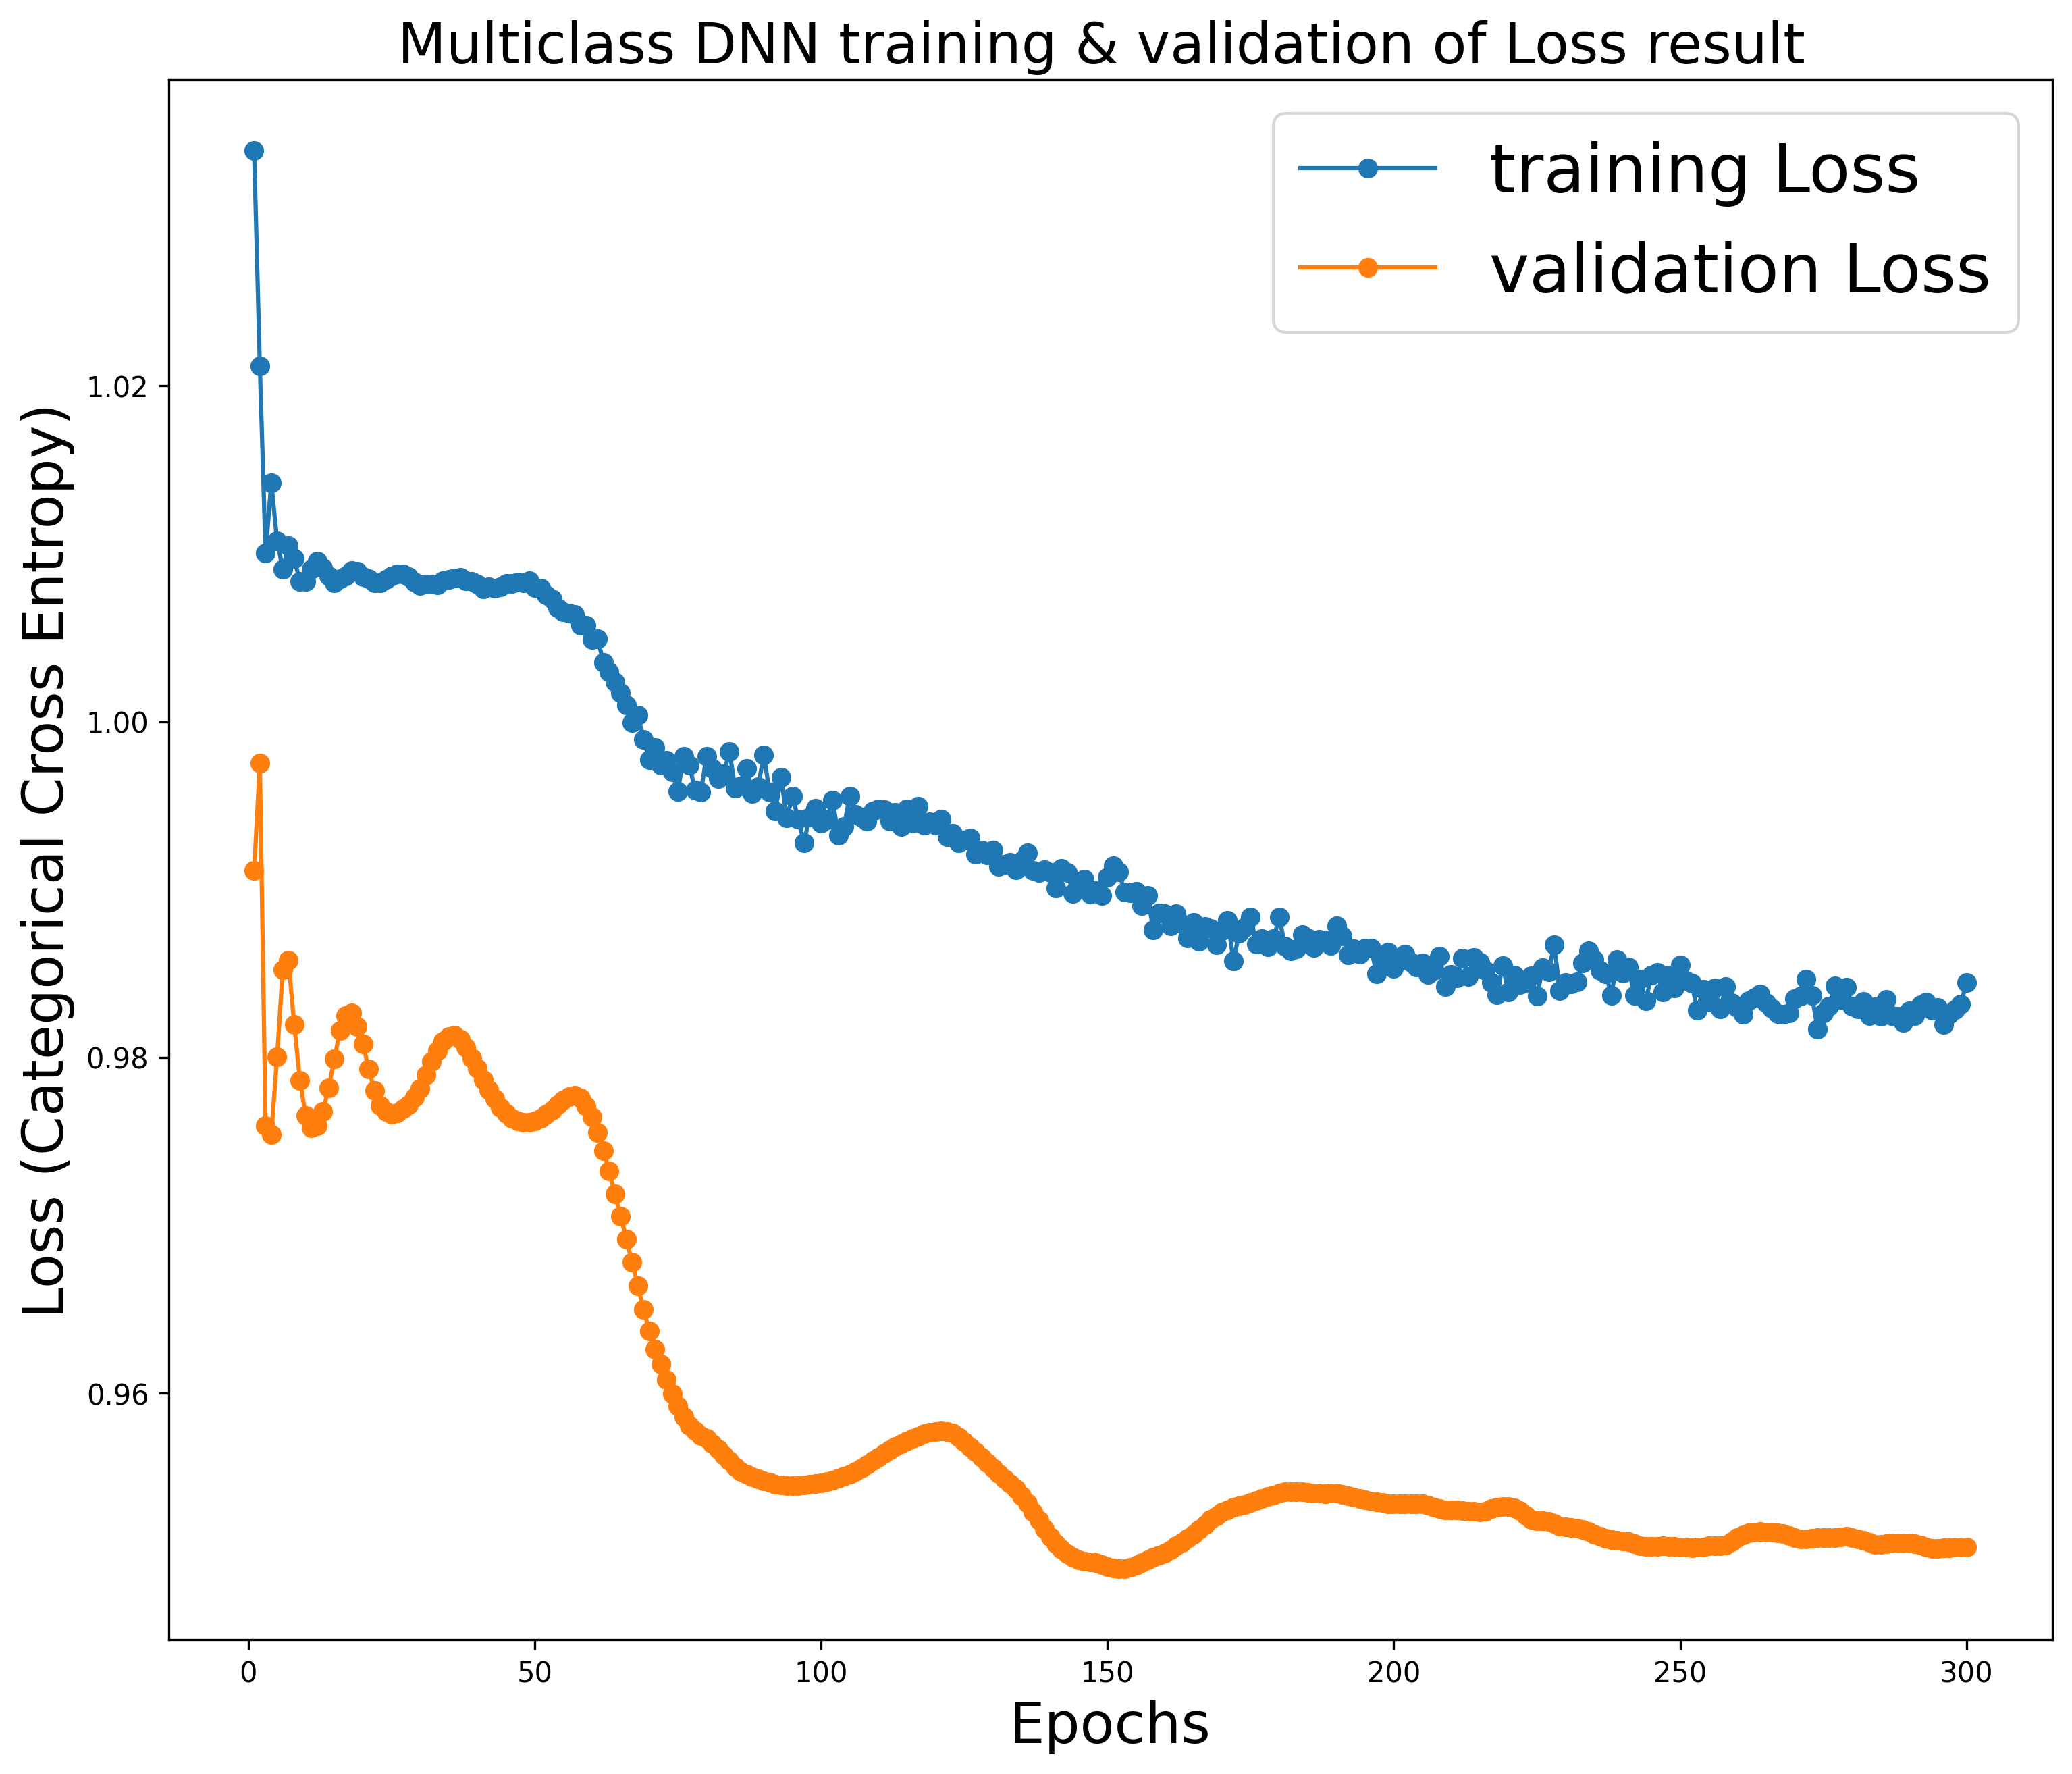 Multiclass DNN training & validation of Loss result
training Loss
validation Loss
Loss (Categorical Cross Entropy)
1.02
1.00
0.98
0.96
0 50 100 150 200 250 300
Epochs